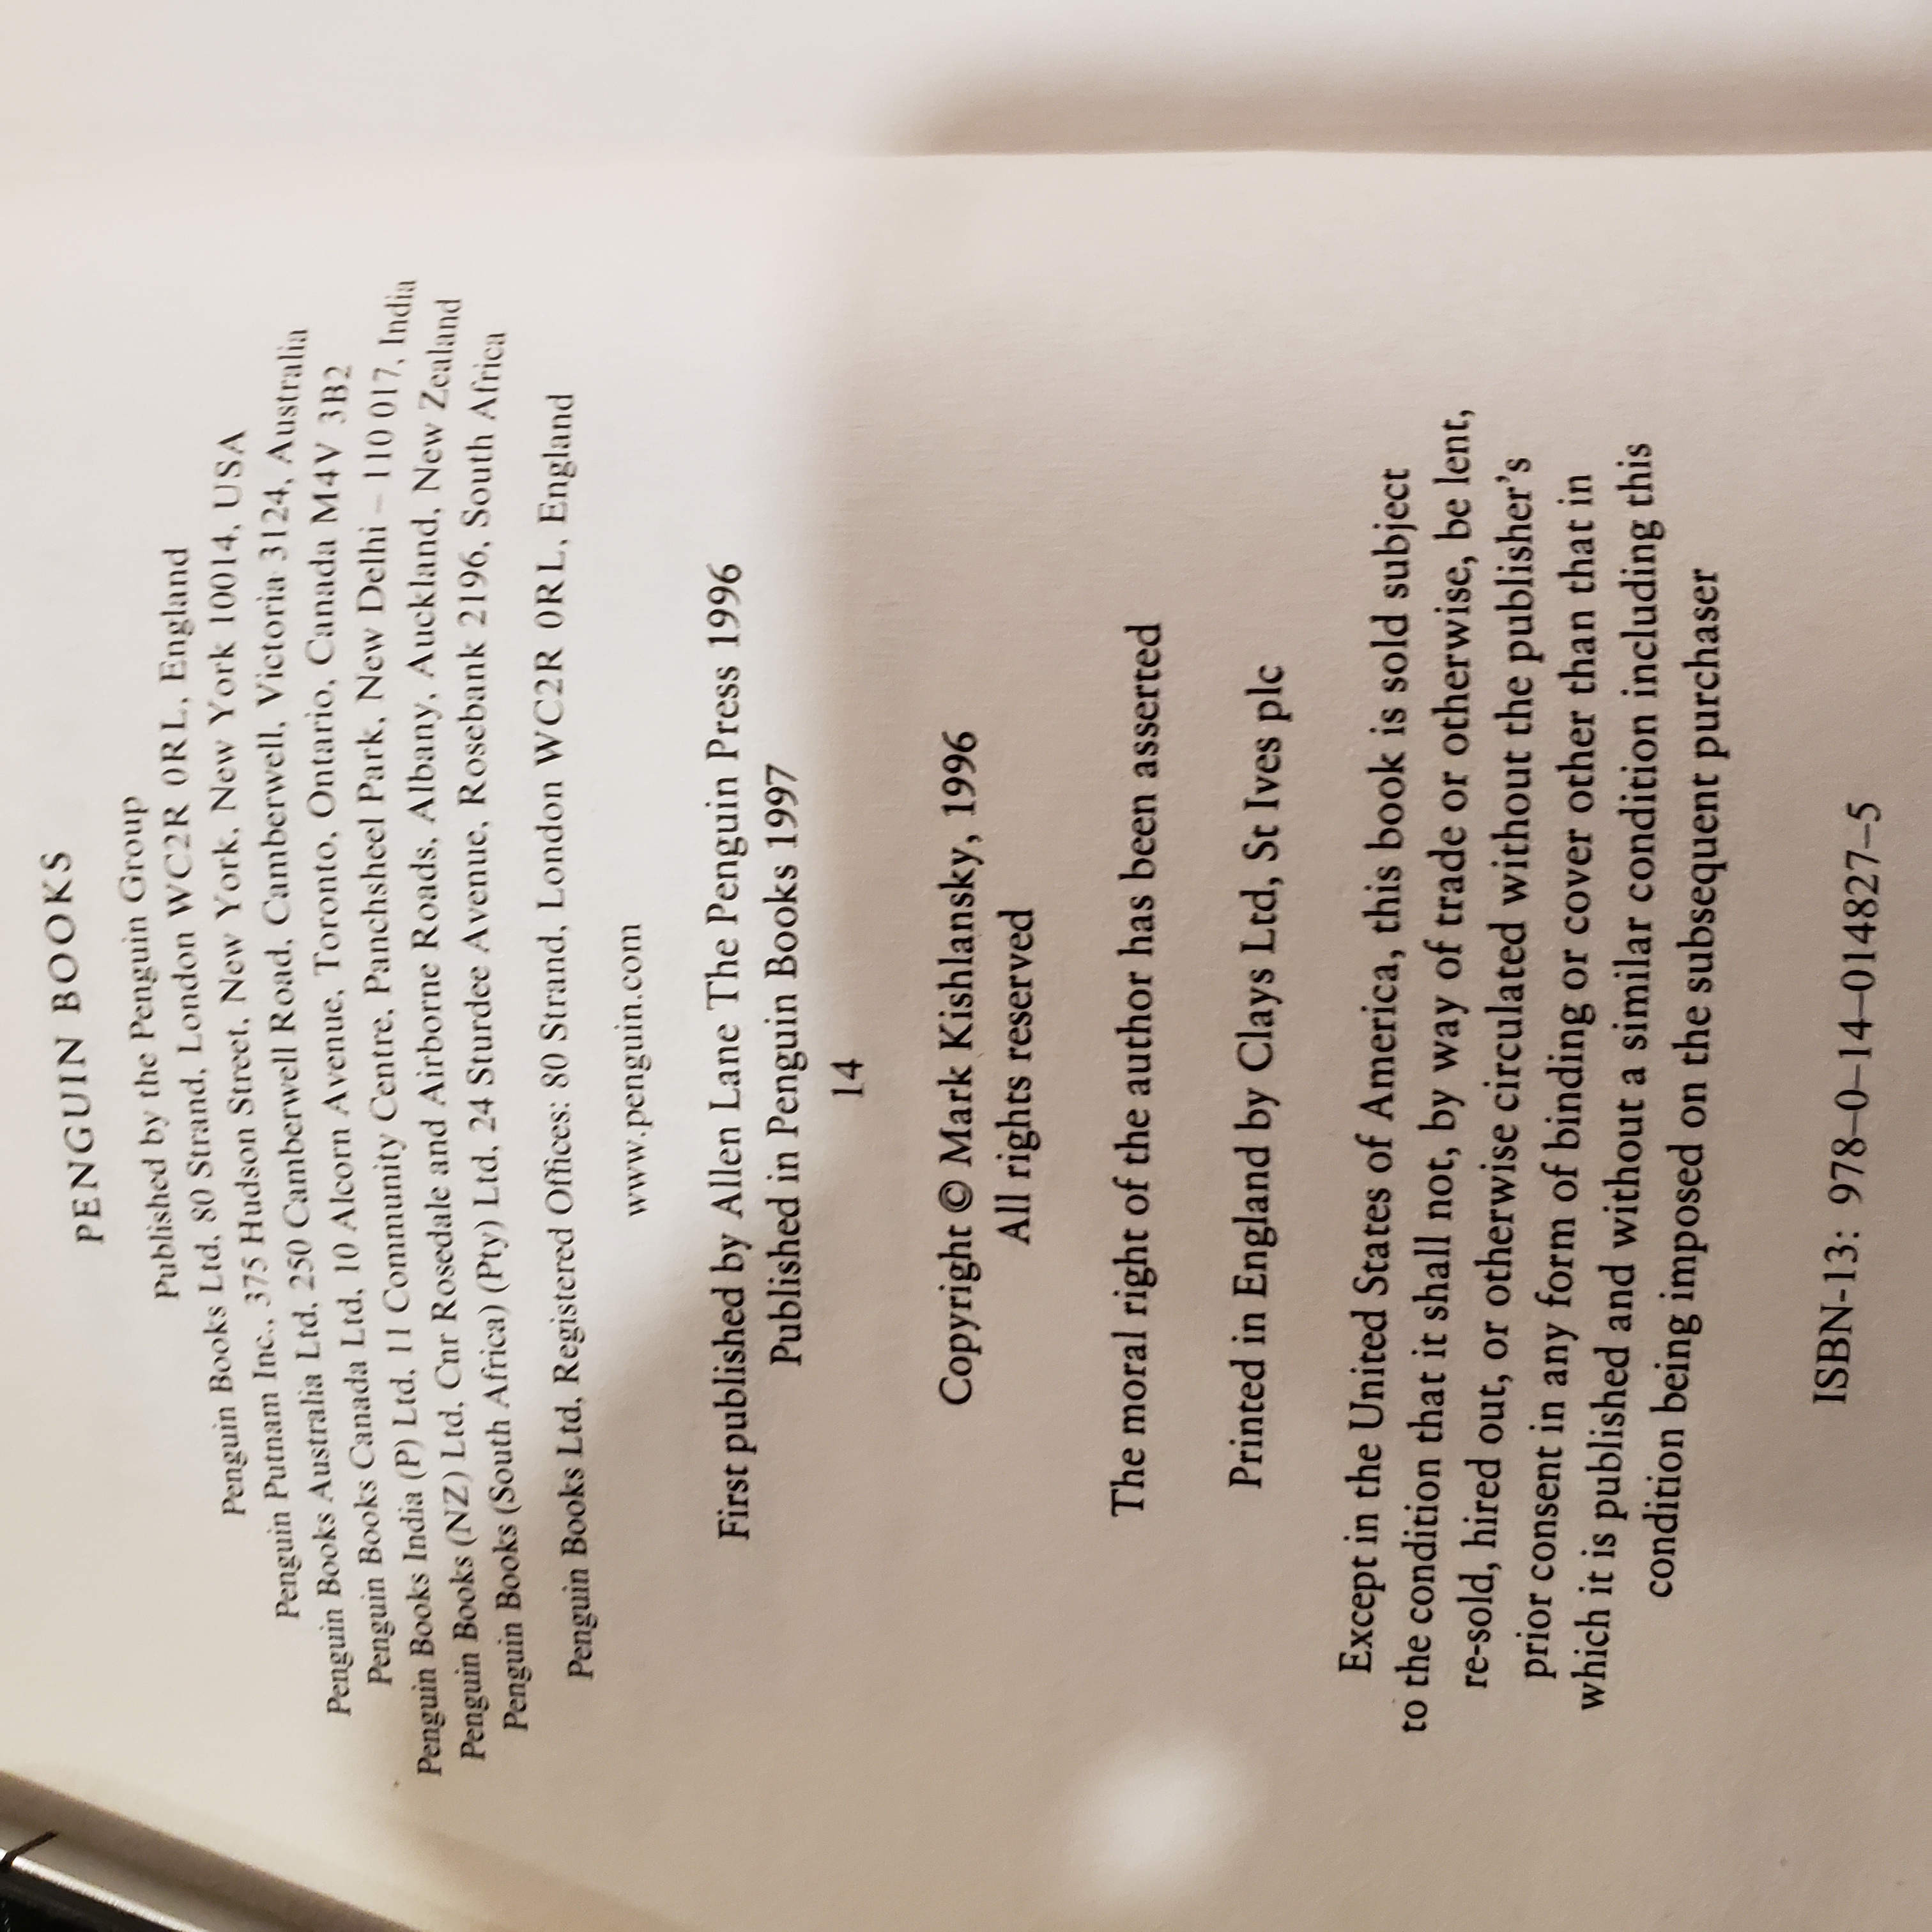 PENGUIN BOOKS
Published by the Penguin Group
Penguin Books Ltd, 80 Strand, London WC2R 0RL, England
Penguin Putnam Inc., 375 Hudson Street, New York, New York 10014, USA
Penguin Books Australia Ltd, 250 Camberwell Road, Camberwell, Victoria 3124, Australia
Penguin Books Canada Ltd, 10 Alcorn Avenue, Toronto, Ontario, Canada M4V 3B2
Penguin Books India (P) Ltd, 11 Community Centre, Panchsheel Park, New Delhi – 110 017, India
Penguin Books (NZ) Ltd, Cnr Rosedale and Airborne Roads, Albany, Auckland, New Zealand
Penguin Books (South Africa) (Pty) Ltd, 24 Sturdee Avenue, Rosebank 2196, South Africa
Penguin Books Ltd, Registered Offices: 80 Strand, London WC2R 0RL, England
www.penguin.com
First published by Allen Lane The Penguin Press 1996
Published in Penguin Books 1997
14
Copyright © Mark Kishlansky, 1996
All rights reserved
The moral right of the author has been asserted
Printed in England by Clays Ltd, St Ives plc
Except in the United States of America, this book is sold subject
to the condition that it shall not, by way of trade or otherwise, be lent,
re-sold, hired out, or otherwise circulated without the publisher's
prior consent in any form of binding or cover other than that in
which it is published and without a similar condition including this
condition being imposed on the subsequent purchaser
ISBN-13: 978–0–14–014827–5